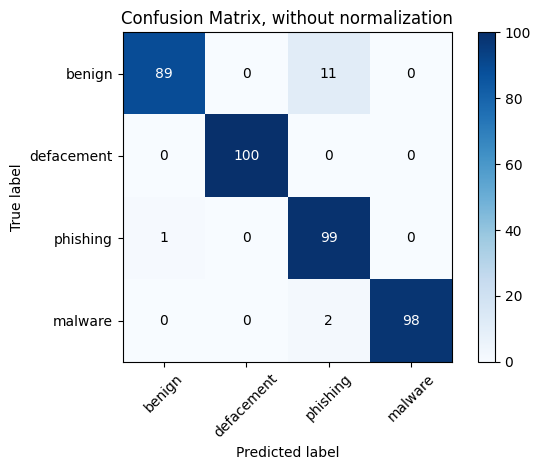 Confusion Matrix, without normalization
True label
benign 89 0 11 0
defacement 0 100 0 0
phishing 1 0 99 0
malware 0 0 2 98
benign defacement phishing malware
Predicted label
100
80
60
40
20
0